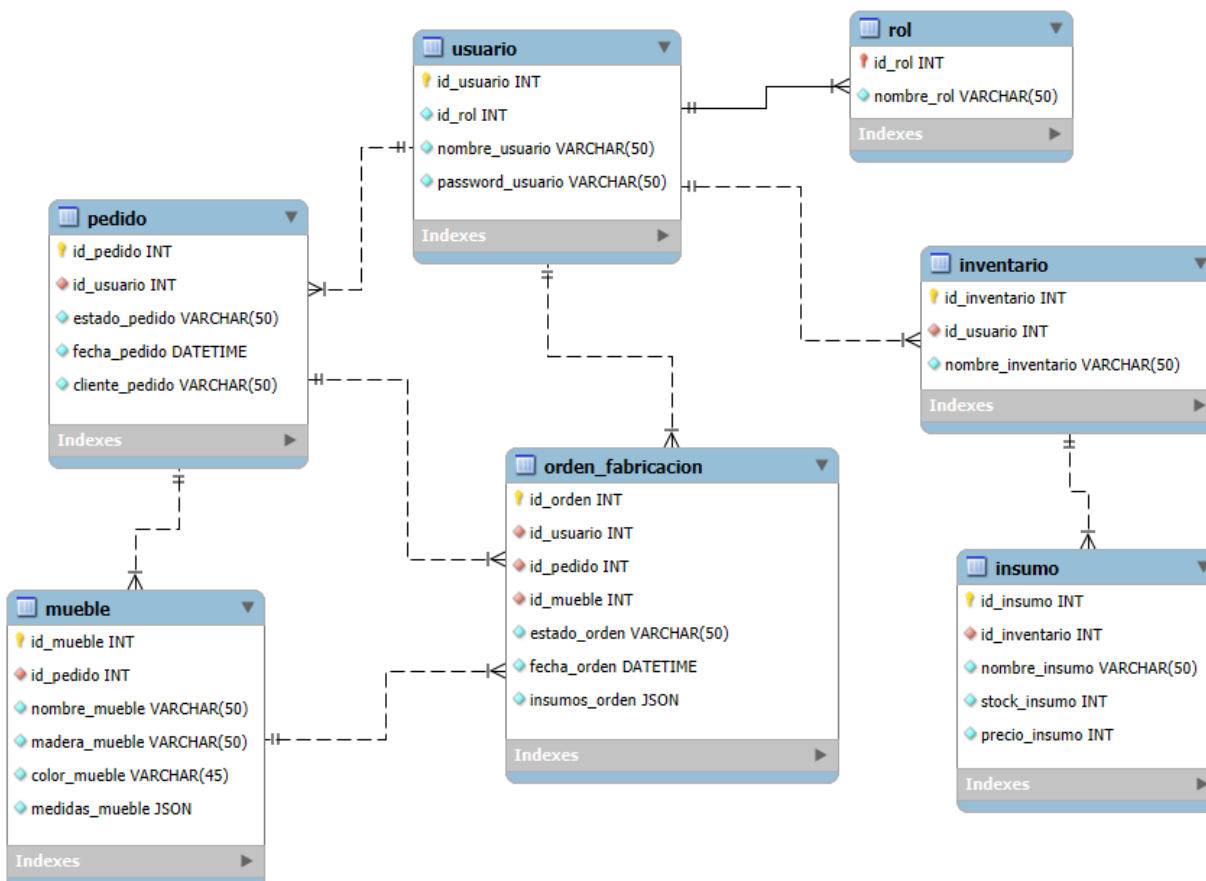 usuario
id_usuario INT
id_rol INT
nombre_usuario VARCHAR(50)
password_usuario VARCHAR(50)
Indexes
rol
id_rol INT
nombre_rol VARCHAR(50)
Indexes
pedido
id_pedido INT
id_usuario INT
estado_pedido VARCHAR(50)
fecha_pedido DATETIME
cliente_pedido VARCHAR(50)
Indexes
inventario
id_inventario INT
id_usuario INT
nombre_inventario VARCHAR(50)
Indexes
orden_fabricacion
id_orden INT
id_usuario INT
id_pedido INT
id_mueble INT
estado_orden VARCHAR(50)
fecha_orden DATETIME
insumos_orden JSON
Indexes
insumo
id_insumo INT
id_inventario INT
nombre_insumo VARCHAR(50)
stock_insumo INT
precio_insumo INT
Indexes
mueble
id_mueble INT
id_pedido INT
nombre_mueble VARCHAR(50)
madera_mueble VARCHAR(50)
color_mueble VARCHAR(45)
medidas_mueble JSON
Indexes